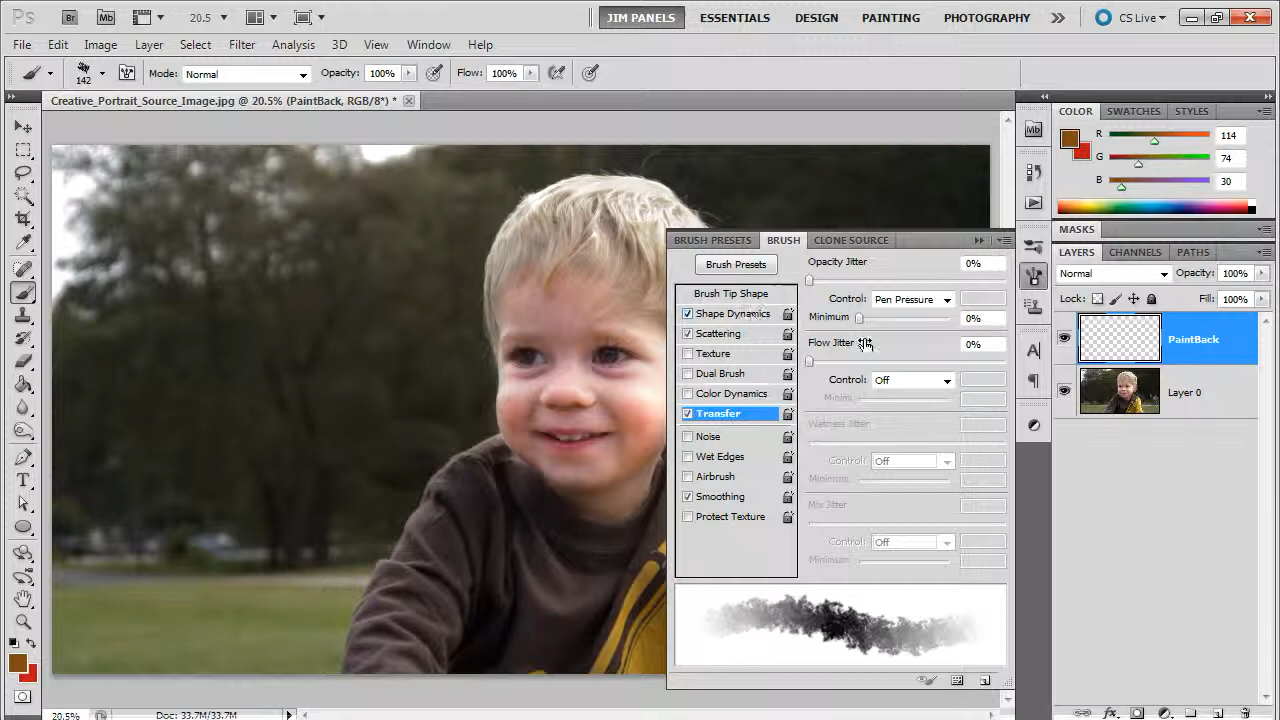 Ps Br Mb 20.5 JIM PANELS ESSENTIALS DESIGN PAINTING PHOTOGRAPHY CS Live
File Edit Image Layer Select Filter Analysis 3D View Window Help
142 Mode: Normal Opacity: 100% Flow: 100%
Creative_Portrait_Source_Image.jpg @ 20.5% (PaintBack, RGB/8*) *
COLOR SWATCHES STYLES
R 114
G 74
B 30
MASKS
LAYERS CHANNELS PATHS
Normal Opacity: 100%
Lock: Fill: 100%
PaintBack
Layer 0
Mb
BRUSH PRESETS BRUSH CLONE SOURCE
Brush Presets
Brush Tip Shape
Shape Dynamics
Scattering
Texture
Dual Brush
Color Dynamics
Transfer
Noise
Wet Edges
Airbrush
Smoothing
Protect Texture
Opacity Jitter 0%
Control: Pen Pressure
Minimum 0%
Flow Jitter 0%
Control: Off
Wetness Jitter
Control: Off
Minimum
Mix Jitter
Control: Off
Minimum
20.5% Doc: 33.7M/33.7M